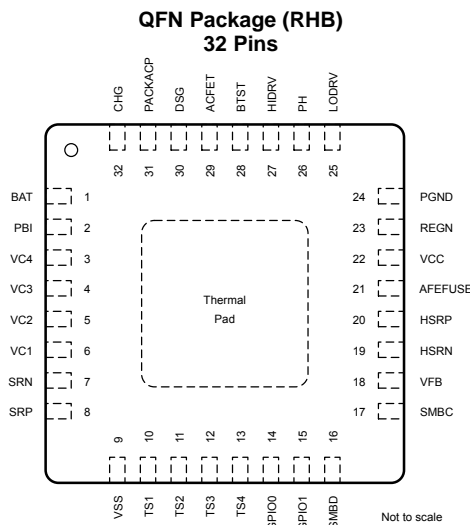 QFN Package (RHB)
32 Pins
CHG
PACKACP
DSG
ACFET
BTST
HIDRV
PH
LODRV
32
31
30
29
28
27
26
25
BAT 1
PBI 2
VC4 3
VC3 4
VC2 5
VC1 6
SRN 7
SRP 8
Thermal
Pad
24 PGND
23 REGN
22 VCC
21 AFEFUSE
20 HSRP
19 HSRN
18 VFB
17 SMBC
9
10
11
12
13
14
15
16
VSS
TS1
TS2
TS3
TS4
GPIO0
GPIO1
SMBD
Not to scale